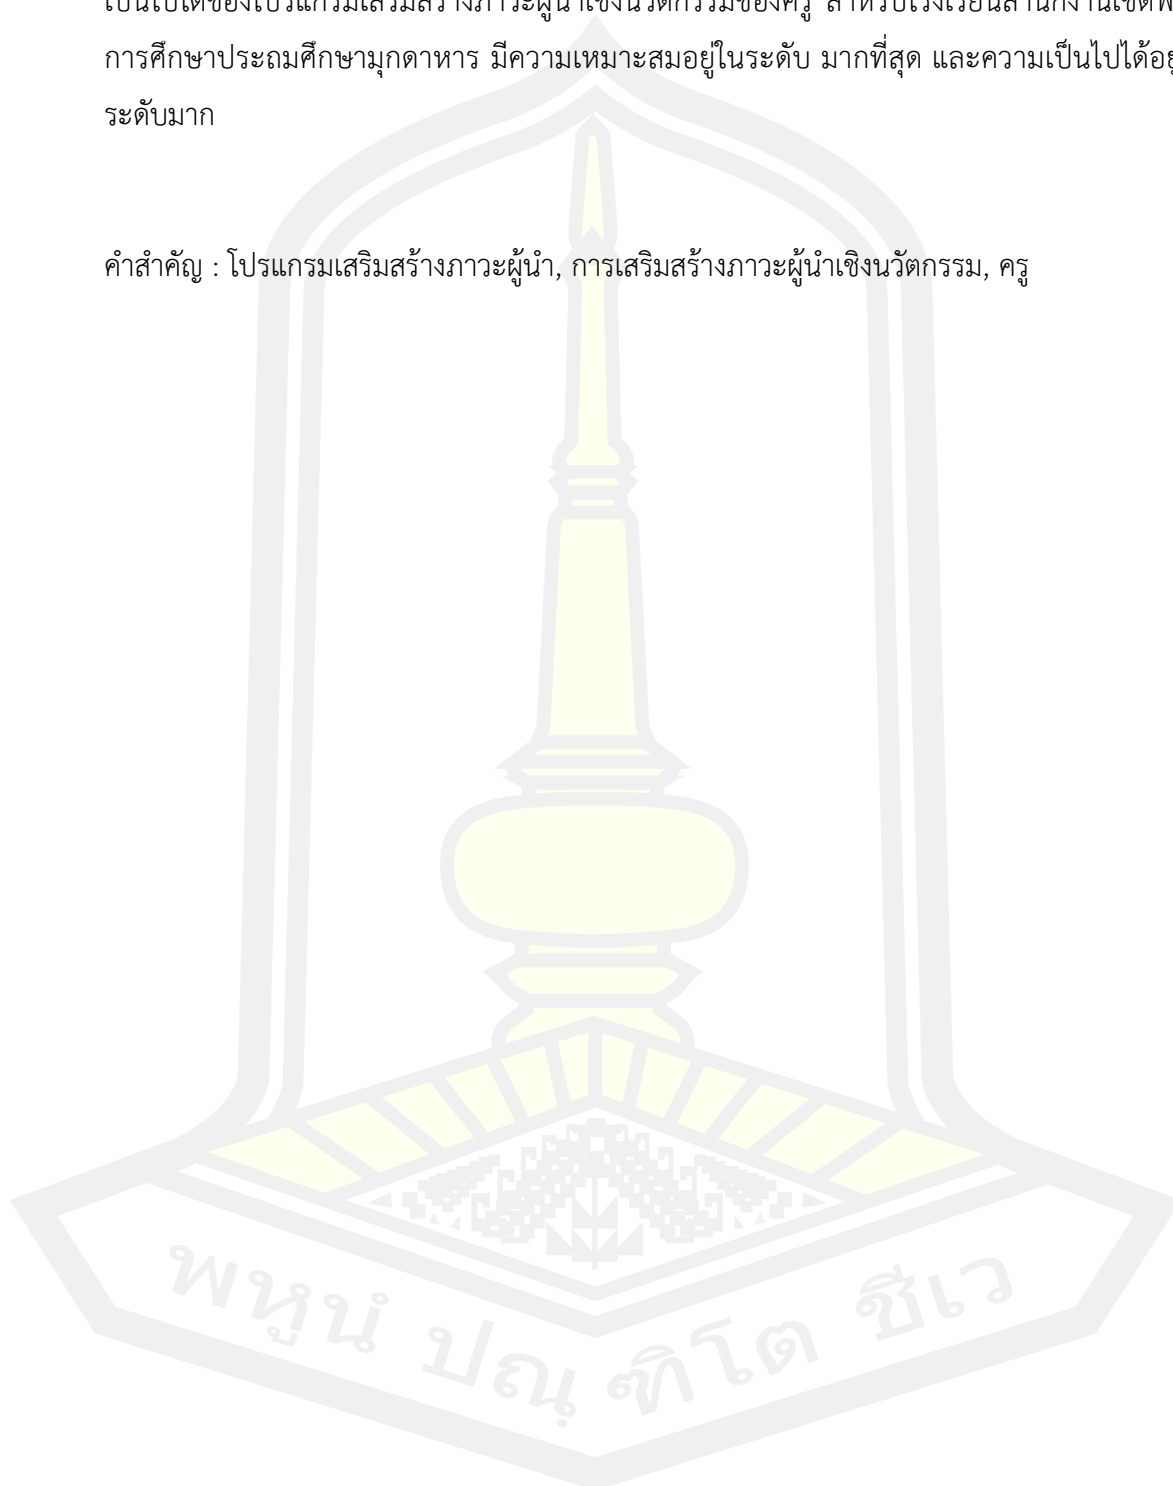 เป็นไปได้ของโปรแกรมเสริมสร้างภาวะผู้นำเชิงนวัตกรรมของครู สำหรับโรงเรียนสำนักงานเขต
การศึกษาประถมศึกษามุกดาหาร มีความเหมาะสมอยู่ในระดับ มากที่สุด และความเป็นไปได้อยู่
ระดับมาก
คำสำคัญ : โปรแกรมเสริมสร้างภาวะผู้นำ, การเสริมสร้างภาวะผู้นำเชิงนวัตกรรม, ครู
พหูนํ ปณฺฑิโต ชีเว